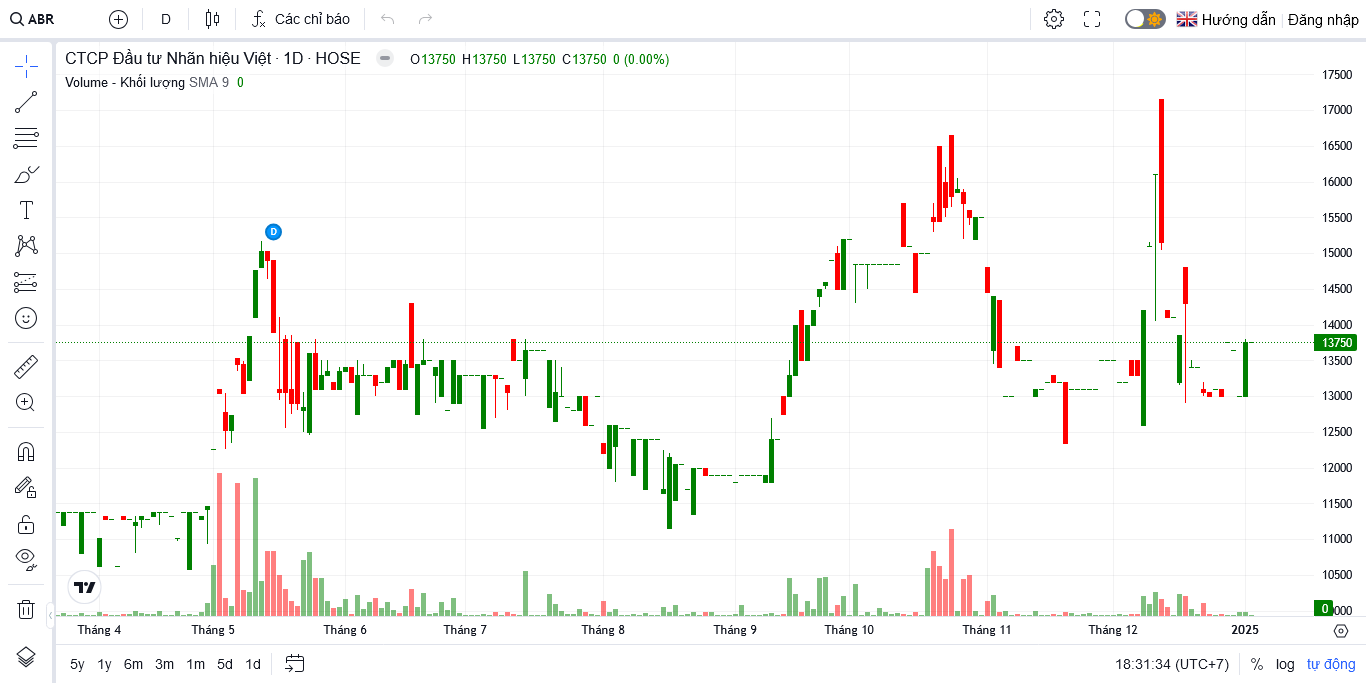 ABR D Các chỉ báo Hướng dẫn Đăng nhập
CTCP Đầu tư Nhãn hiệu Việt · 1D · HOSE O13750 H13750 L13750 C13750 0 (0.00%)
Volume - Khối lượng SMA 9 0
D
17500
17000
16500
16000
15500
15000
14500
14000
13750
13500
13000
12500
12000
11500
11000
10500
0 000
Tháng 4 Tháng 5 Tháng 6 Tháng 7 Tháng 8 Tháng 9 Tháng 10 Tháng 11 Tháng 12 2025
5y 1y 6m 3m 1m 5d 1d 18:31:34 (UTC+7) % log tự động